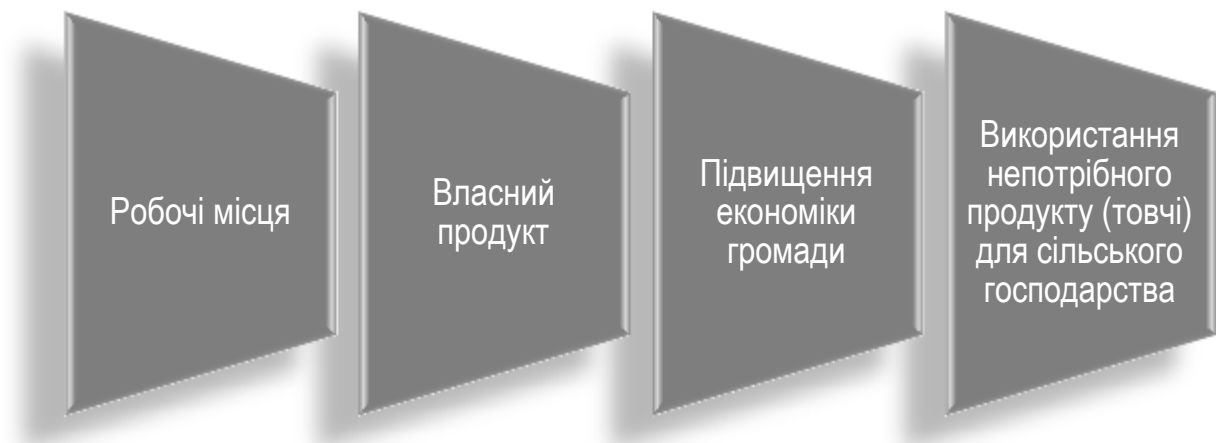 Робочі місця
Власний
продукт
Підвищення
економіки
громади
Використання
непотрібного
продукту (товчі)
для сільського
господарства